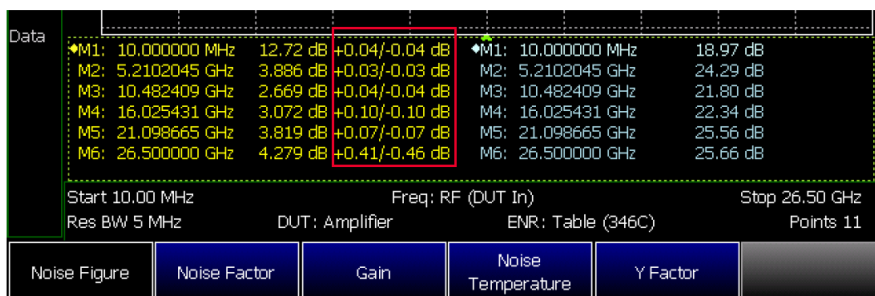 Data
◆M1: 10.000000 MHz 12.72 dB +0.04/-0.04 dB ◆M1: 10.000000 MHz 18.97 dB
M2: 5.2102045 GHz 3.886 dB +0.03/-0.03 dB M2: 5.2102045 GHz 24.29 dB
M3: 10.482409 GHz 2.669 dB +0.04/-0.04 dB M3: 10.482409 GHz 21.80 dB
M4: 16.025431 GHz 3.072 dB +0.10/-0.10 dB M4: 16.025431 GHz 22.34 dB
M5: 21.098665 GHz 3.819 dB +0.07/-0.07 dB M5: 21.098665 GHz 25.56 dB
M6: 26.500000 GHz 4.279 dB +0.41/-0.46 dB M6: 26.500000 GHz 25.66 dB
Start 10.00 MHz Freq: RF (DUT In) Stop 26.50 GHz
Res BW 5 MHz DUT: Amplifier ENR: Table (346C) Points 11
Noise Figure Noise Factor Gain Noise Temperature Y Factor